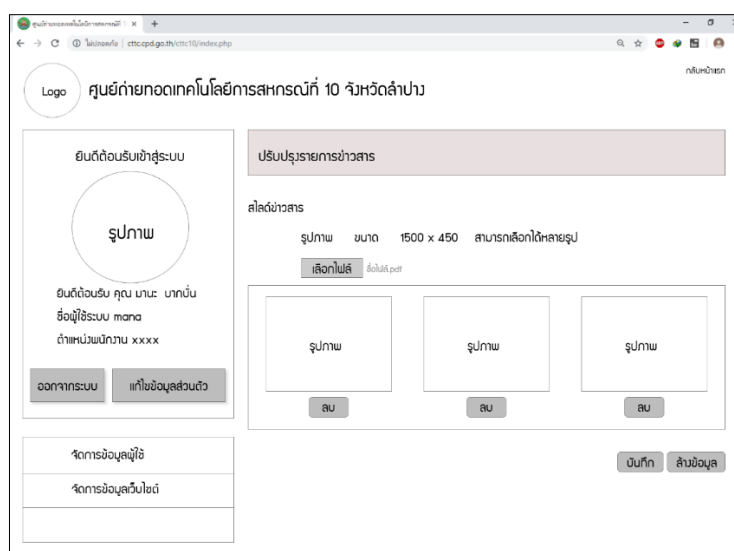 ศูนย์ถ่ายทอดเทคโนโลยีการสหกรณ์ที่ 1
ไม่ปลอดภัย | cttc.cpd.go.th/cttc10/index.php
กลับหน้าแรก
Logo ศูนย์ถ่ายทอดเทคโนโลยีการสหกรณ์ที่ 10 จังหวัดลำปาง
ยินดีต้อนรับเข้าสู่ระบบ
รูปภาพ
ยินดีต้อนรับ คุณ มานะ บากบั่น
ชื่อผู้ใช้ระบบ mana
ตำแหน่งพนักงาน xxxx
ออกจากระบบ แก้ไขข้อมูลส่วนตัว
จัดการข้อมูลผู้ใช้
จัดการข้อมูลเว็บไซต์
ปรับปรุงรายการข่าวสาร
สไลด์ข่าวสาร
รูปภาพ ขนาด 1500 x 450 สามารถเลือกได้หลายรูป
เลือกไฟล์ ชื่อไฟล์.pdf
รูปภาพ รูปภาพ รูปภาพ
ลบ ลบ ลบ
บันทึก ล้างข้อมูล